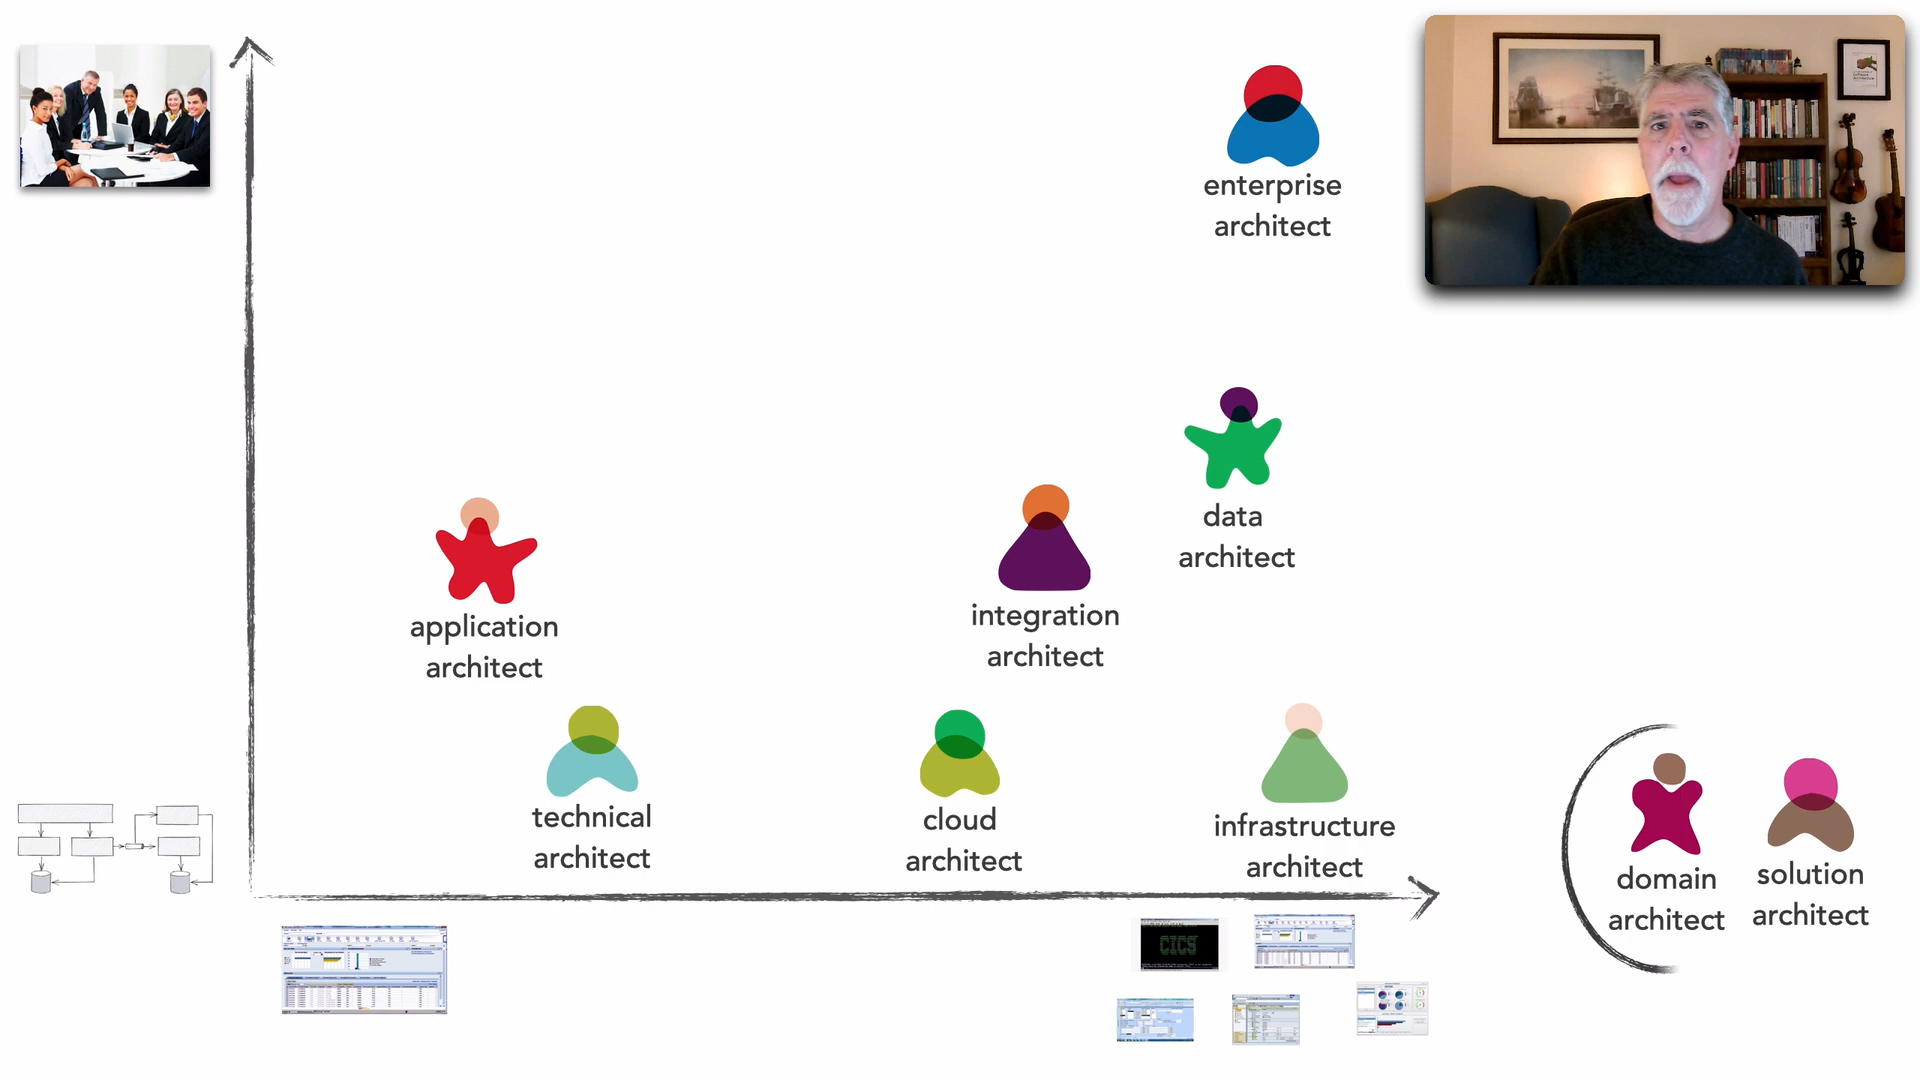 enterprise
architect
data
architect
application
architect
integration
architect
technical
architect
cloud
architect
infrastructure
architect
domain
architect
solution
architect
CICS